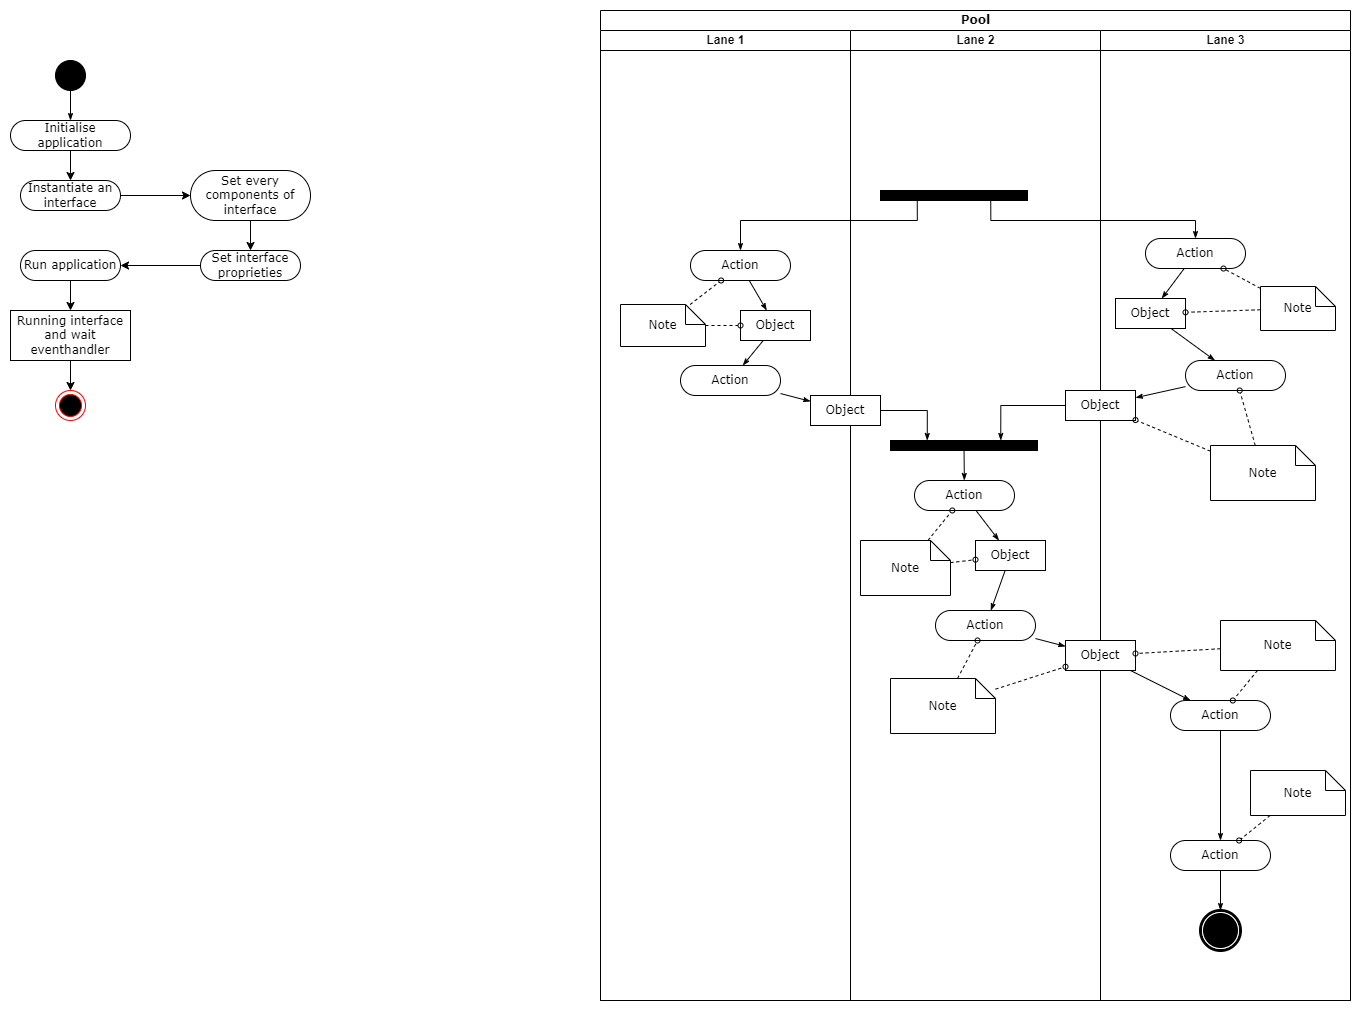 Initialise
application
Instantiate an
interface
Set every
components of
interface
Run application
Set interface
proprieties
Running interface
and wait
eventhandler
Pool
Lane 1
Lane 2
Lane 3
Action
Action
Note
Object
Object
Note
Action
Action
Object
Object
Note
Action
Note
Object
Action
Object
Note
Note
Action
Note
Action